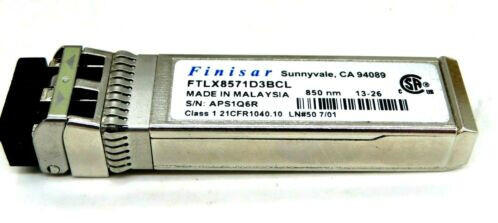 Finisar Sunnyvale, CA 94089
FTLX8571D3BCL
MADE IN MALAYSIA 850 nm 13-26
S/N: APS1Q6R
Class 1 21CFR1040.10 LN#50 7/01